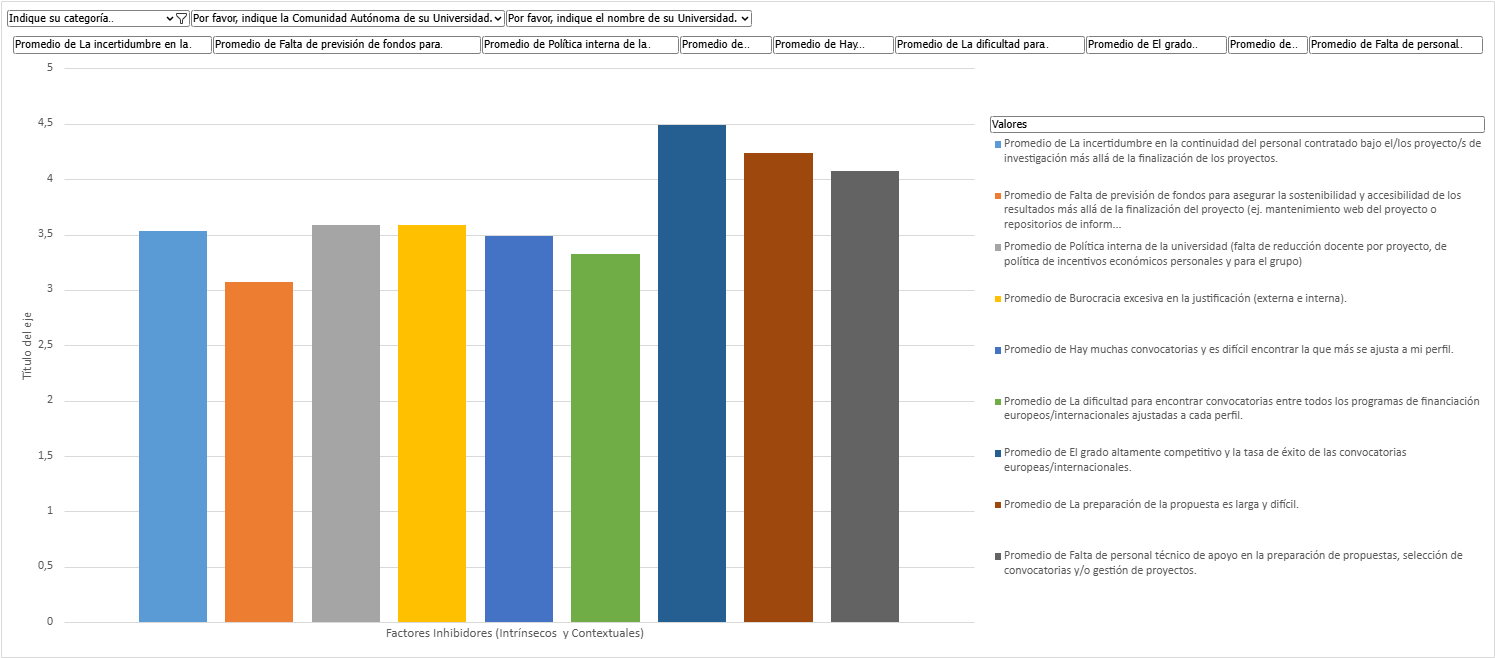 Indique su categoría..
Por favor, indique la Comunidad Autónoma de su Universidad.
Por favor, indique el nombre de su Universidad.
Promedio de La incertidumbre en la.
Promedio de Falta de previsión de fondos para.
Promedio de Política interna de la.
Promedio de...
Promedio de Hay...
Promedio de La dificultad para.
Promedio de El grado..
Promedio de..
Promedio de Falta de personal..
5
4,5
4
3,5
3
2,5
2
1,5
1
0,5
0
Título del eje
Factores Inhibidores (Intrínsecos y Contextuales)
Valores
Promedio de La incertidumbre en la continuidad del personal contratado bajo el/los proyecto/s de
investigación más allá de la finalización de los proyectos.
Promedio de Falta de previsión de fondos para asegurar la sostenibilidad y accesibilidad de los
resultados más allá de la finalización del proyecto (ej. mantenimiento web del proyecto o
repositorios de inform...
Promedio de Política interna de la universidad (falta de reducción docente por proyecto, de
política de incentivos económicos personales y para el grupo)
Promedio de Burocracia excesiva en la justificación (externa e interna).
Promedio de Hay muchas convocatorias y es difícil encontrar la que más se ajusta a mi perfil.
Promedio de La dificultad para encontrar convocatorias entre todos los programas de financiación
europeos/internacionales ajustadas a cada perfil.
Promedio de El grado altamente competitivo y la tasa de éxito de las convocatorias
europeas/internacionales.
Promedio de La preparación de la propuesta es larga y difícil.
Promedio de Falta de personal técnico de apoyo en la preparación de propuestas, selección de
convocatorias y/o gestión de proyectos.